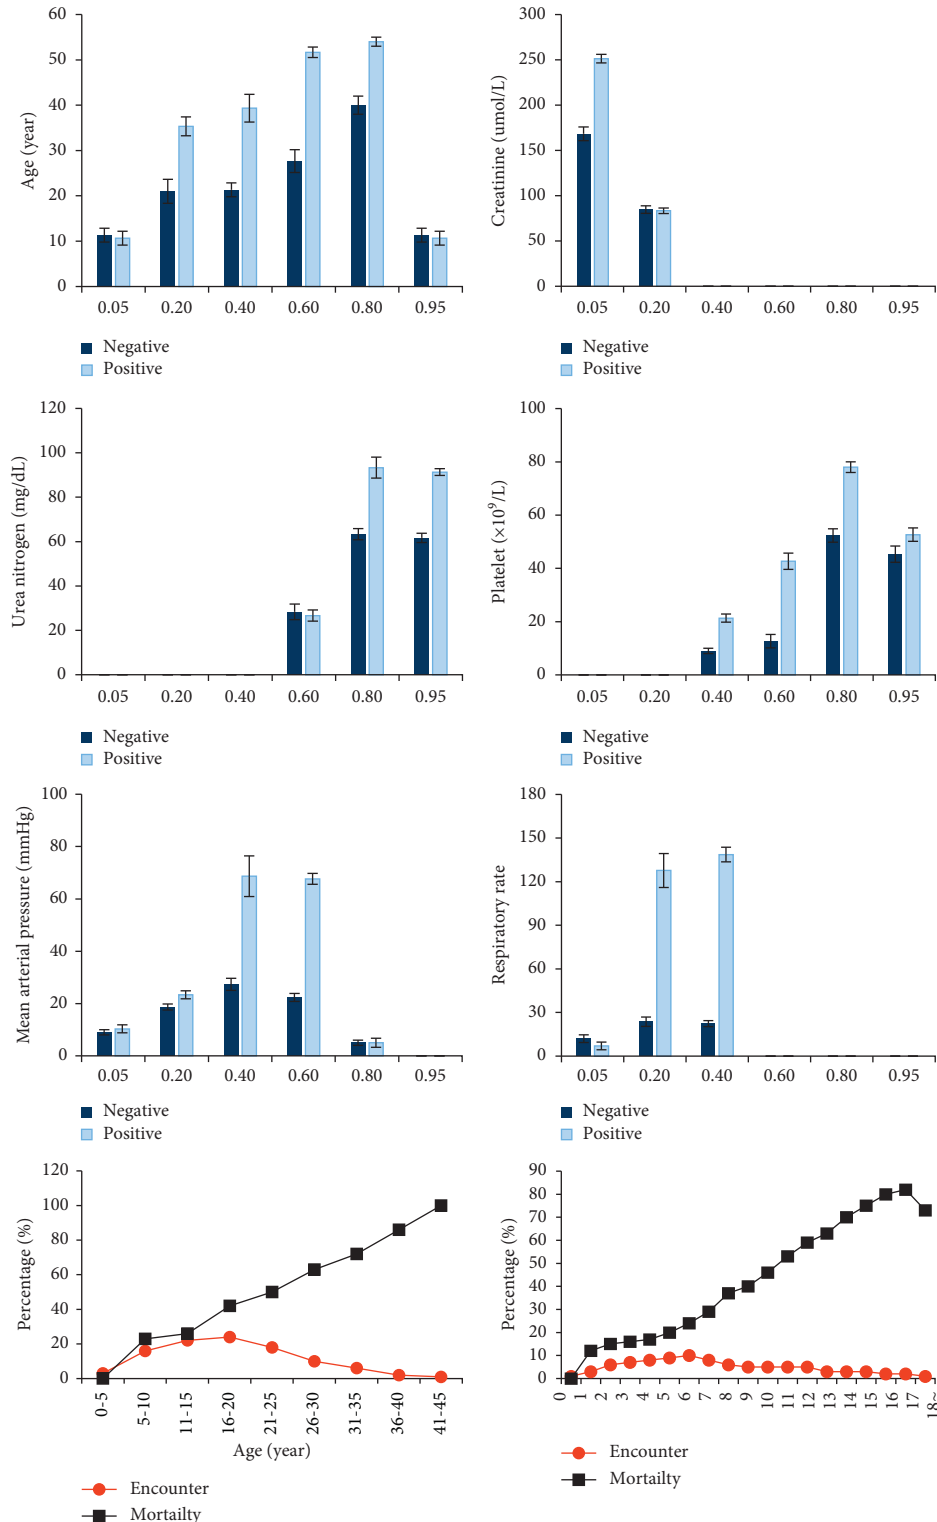 60
50
40
30
20
10
0
Age (year)
0.05 0.20 0.40 0.60 0.80 0.95
Negative
Positive
300
250
200
150
100
50
0
Creatinine (umol/L)
0.05 0.20 0.40 0.60 0.80 0.95
Negative
Positive
120
100
80
60
40
20
0
Urea nitrogen (mg/dL)
0.05 0.20 0.40 0.60 0.80 0.95
Negative
Positive
100
80
60
40
20
0
Platelet (×10⁹/L)
0.05 0.20 0.40 0.60 0.80 0.95
Negative
Positive
100
80
60
40
20
0
Mean arterial pressure (mmHg)
0.05 0.20 0.40 0.60 0.80 0.95
Negative
Positive
180
150
120
90
60
30
0
Respiratory rate
0.05 0.20 0.40 0.60 0.80 0.95
Negative
Positive
120
100
80
60
40
20
0
Percentage (%)
0-5 5-10 11-15 16-20 21-25 26-30 31-35 36-40 41-45
Age (year)
Encounter
Mortailty
90
80
70
60
50
40
30
20
10
0
Percentage (%)
0 1 2 3 4 5 6 7 8 9 10 11 12 13 14 15 16 17 18~
Encounter
Mortailty